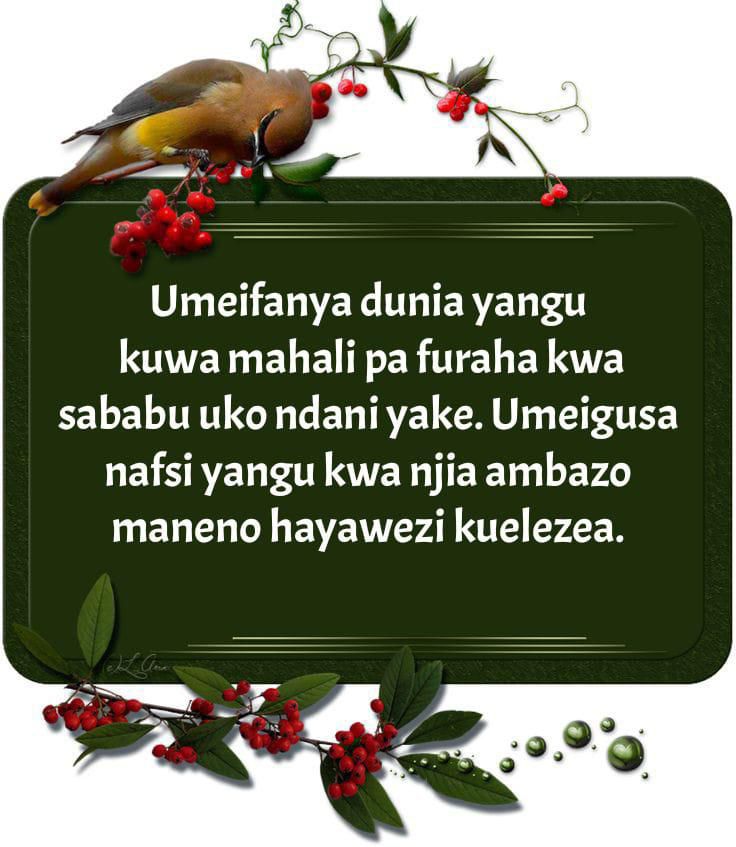 Umeifanya dunia yangu
kuwa mahali pa furaha kwa
sababu uko ndani yake. Umeigusa
nafsi yangu kwa njia ambazo
maneno hayawezi kuelezea.